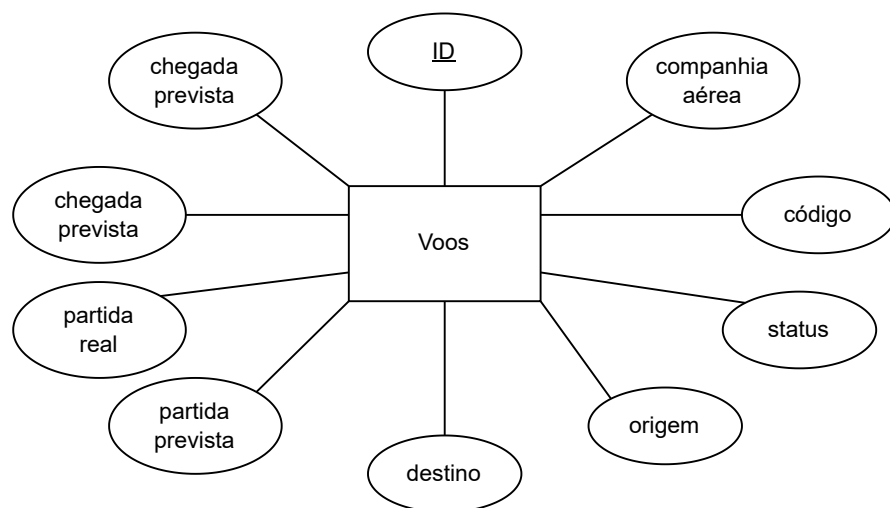 ID
chegada
prevista
companhia
aérea
chegada
prevista
código
Voos
partida
real
status
partida
prevista
origem
destino